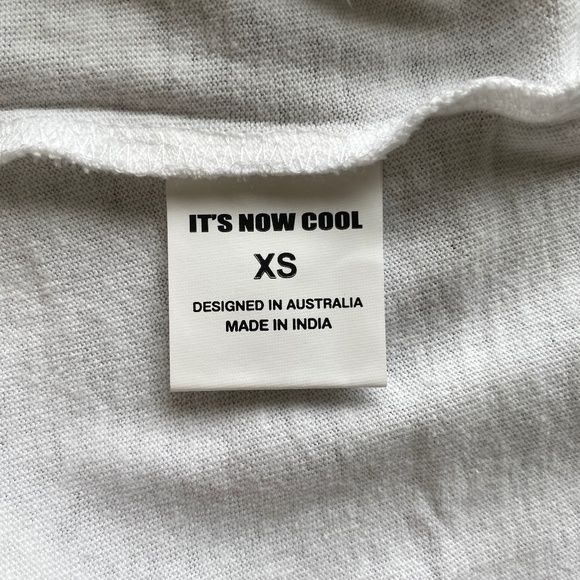 IT'S NOW COOL
XS
DESIGNED IN AUSTRALIA
MADE IN INDIA